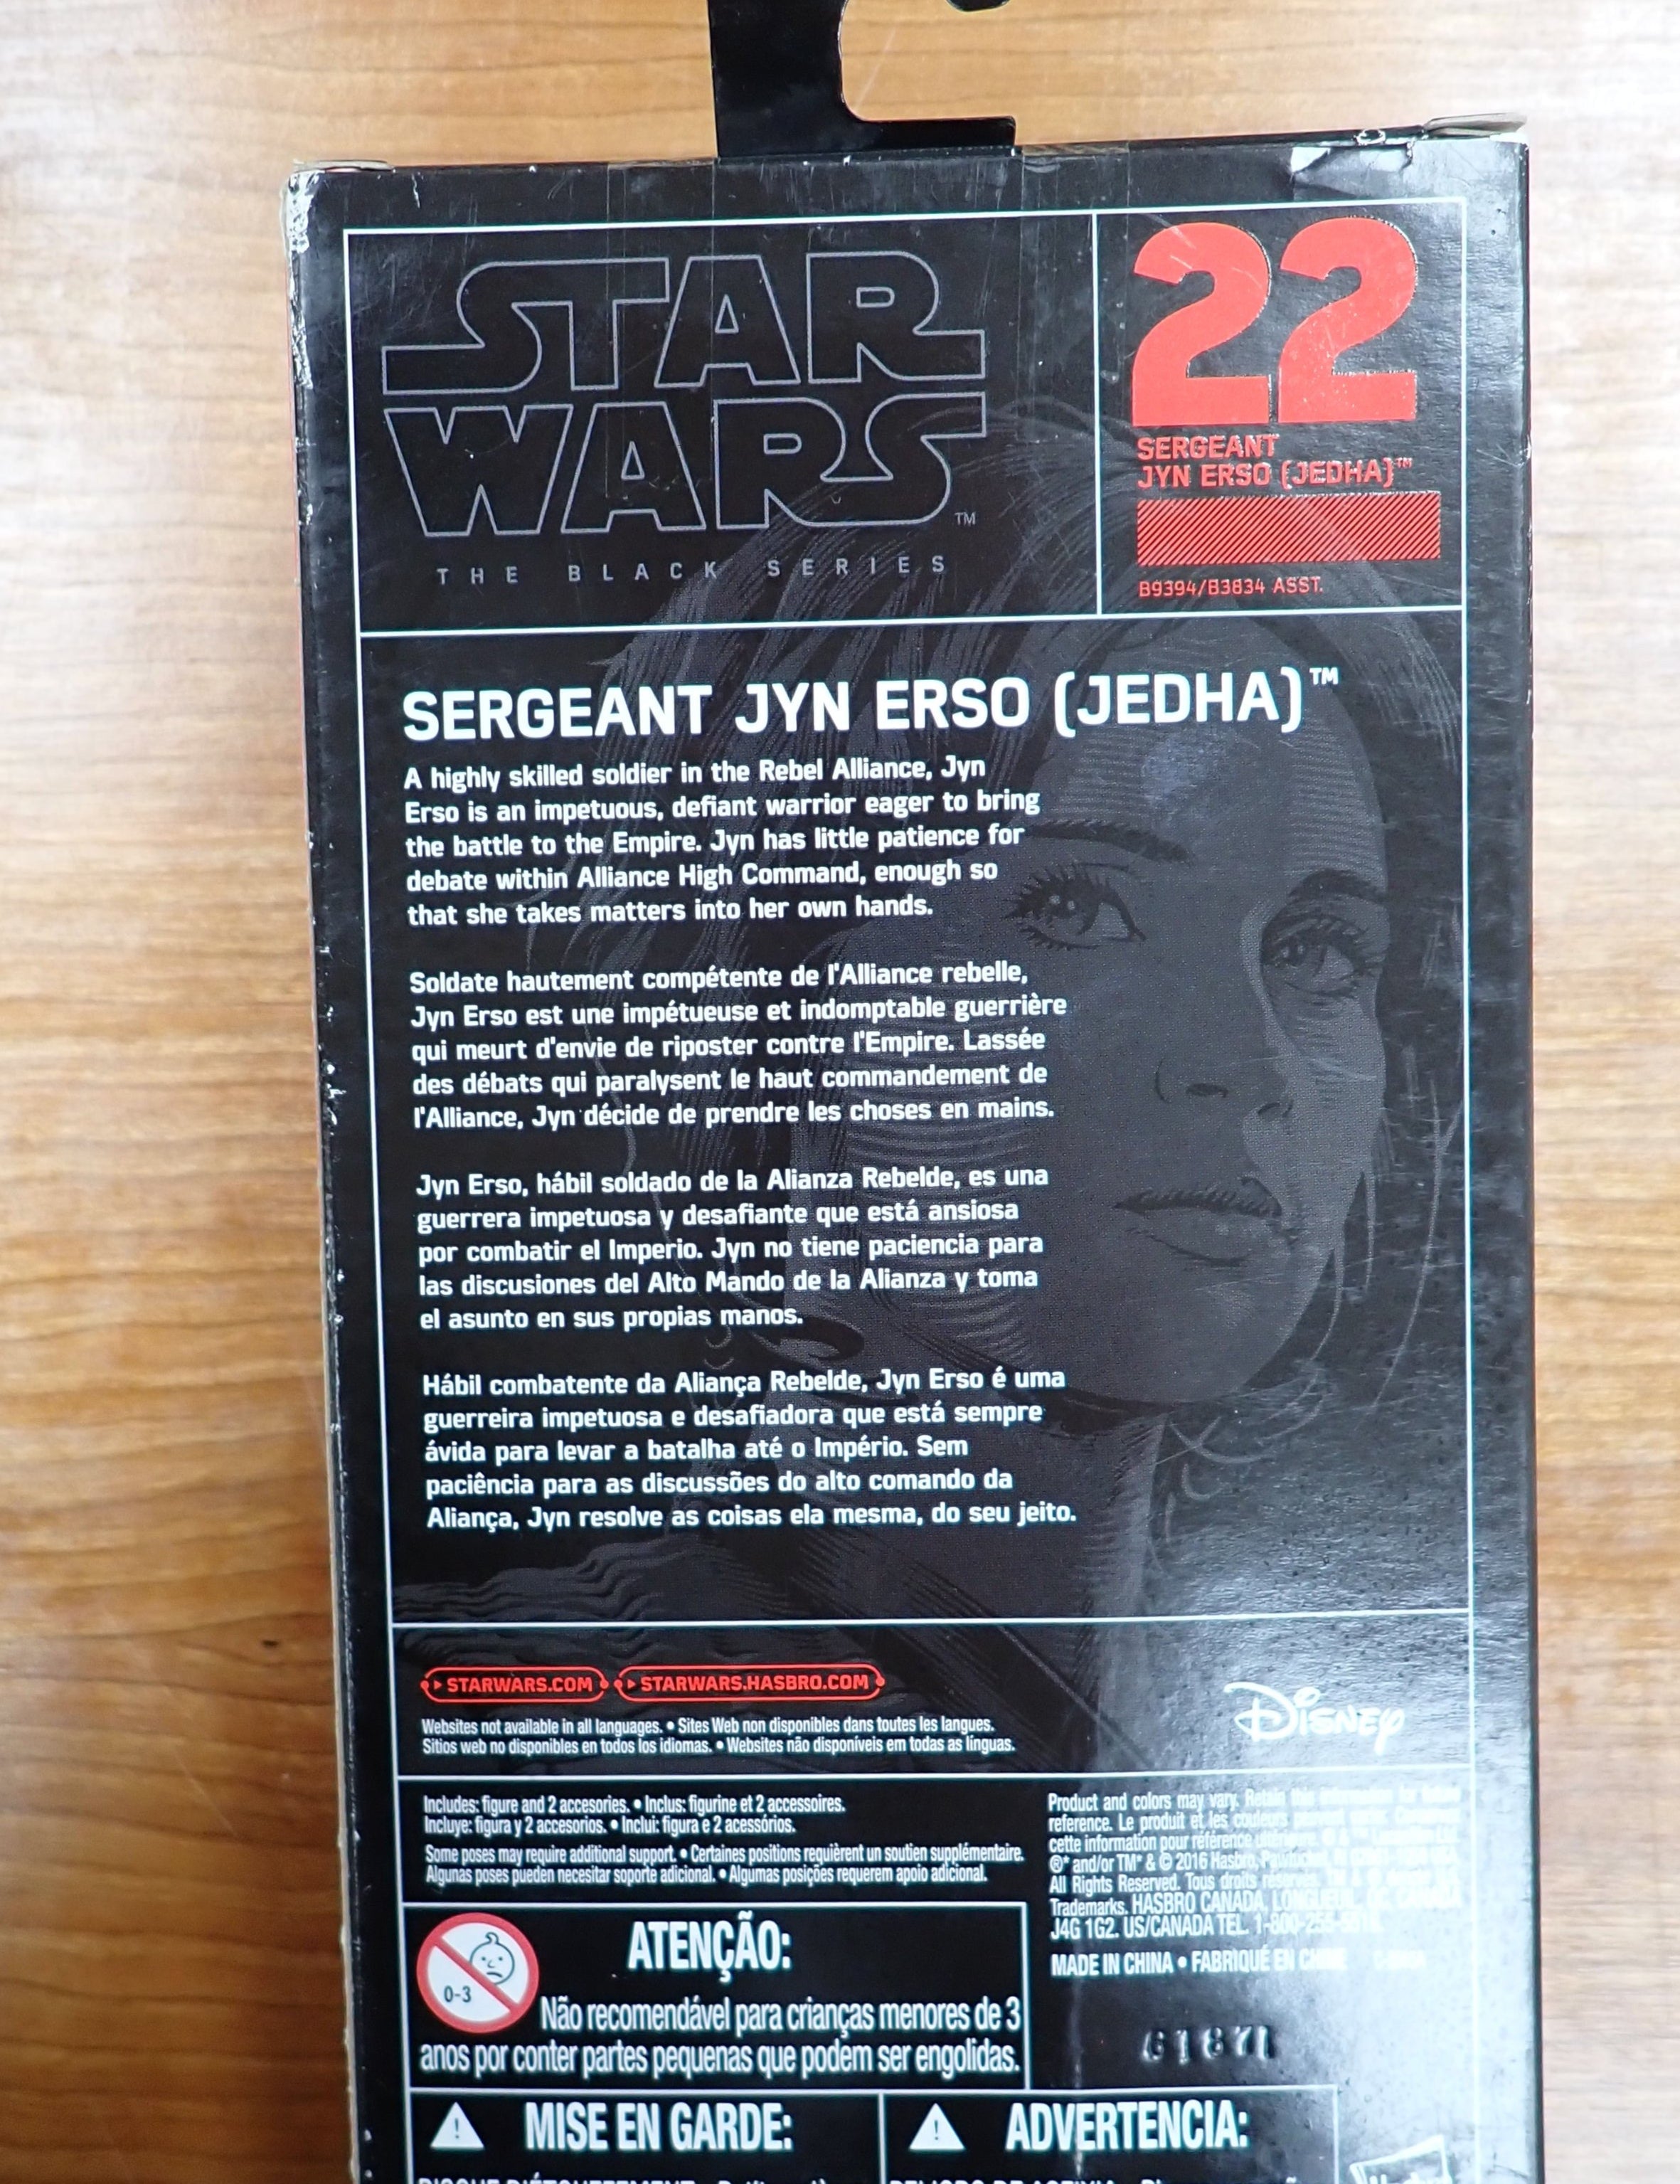 STAR
WARS™
THE BLACK SERIES
22
SERGEANT
JYN ERSO (JEDHA)™
B9394/B3834 ASST.
SERGEANT JYN ERSO (JEDHA)™
A highly skilled soldier in the Rebel Alliance, Jyn
Erso is an impetuous, defiant warrior eager to bring
the battle to the Empire. Jyn has little patience for
debate within Alliance High Command, enough so
that she takes matters into her own hands.
Soldate hautement compétente de l'Alliance rebelle,
Jyn Erso est une impétueuse et indomptable guerrière
qui meurt d'envie de riposter contre l'Empire. Lassée
des débats qui paralysent le haut commandement de
l'Alliance, Jyn décide de prendre les choses en mains.
Jyn Erso, hábil soldado de la Alianza Rebelde, es una
guerrera impetuosa y desafiante que está ansiosa
por combatir el Imperio. Jyn no tiene paciencia para
las discusiones del Alto Mando de la Alianza y toma
el asunto en sus propias manos.
Hábil combatente da Aliança Rebelde, Jyn Erso é uma
guerreira impetuosa e desafiadora que está sempre
ávida para levar a batalha até o Império. Sem
paciência para as discussões do alto comando da
Aliança, Jyn resolve as coisas ela mesma, do seu jeito.
STARWARS.COM STARWARS.HASBRO.COM
Websites not available in all languages. • Sites Web non disponibles dans toutes les langues.
Sitios web no disponibles en todos los idiomas. • Websites não disponíveis em todas as línguas.
Disney
Includes: figure and 2 accesories. • Inclus: figurine et 2 accessoires.
Incluye: figura y 2 accesorios. • Inclui: figura e 2 acessórios.
Some poses may require additional support. • Certaines positions requièrent un soutien supplémentaire.
Algunas poses pueden necesitar soporte adicional. • Algumas posições requerem apoio adicional.
Product and colors may vary. Retain this
reference. Le produit et les couleurs
cette information pour référence
®* and/or TM* & © 2016 Hasbro, Pawtucket,
All Rights Reserved. Tous droits réservés.
Trademarks. HASBRO CANADA, LONGUEUIL,
J4G 1G2. US/CANADA TEL. 1-800-255-
MADE IN CHINA • FABRIQUÉ EN CHINE
61871
0-3
ATENÇÃO:
Não recomendável para crianças menores de 3
anos por conter partes pequenas que podem ser engolidas.
MISE EN GARDE:
ADVERTENCIA: